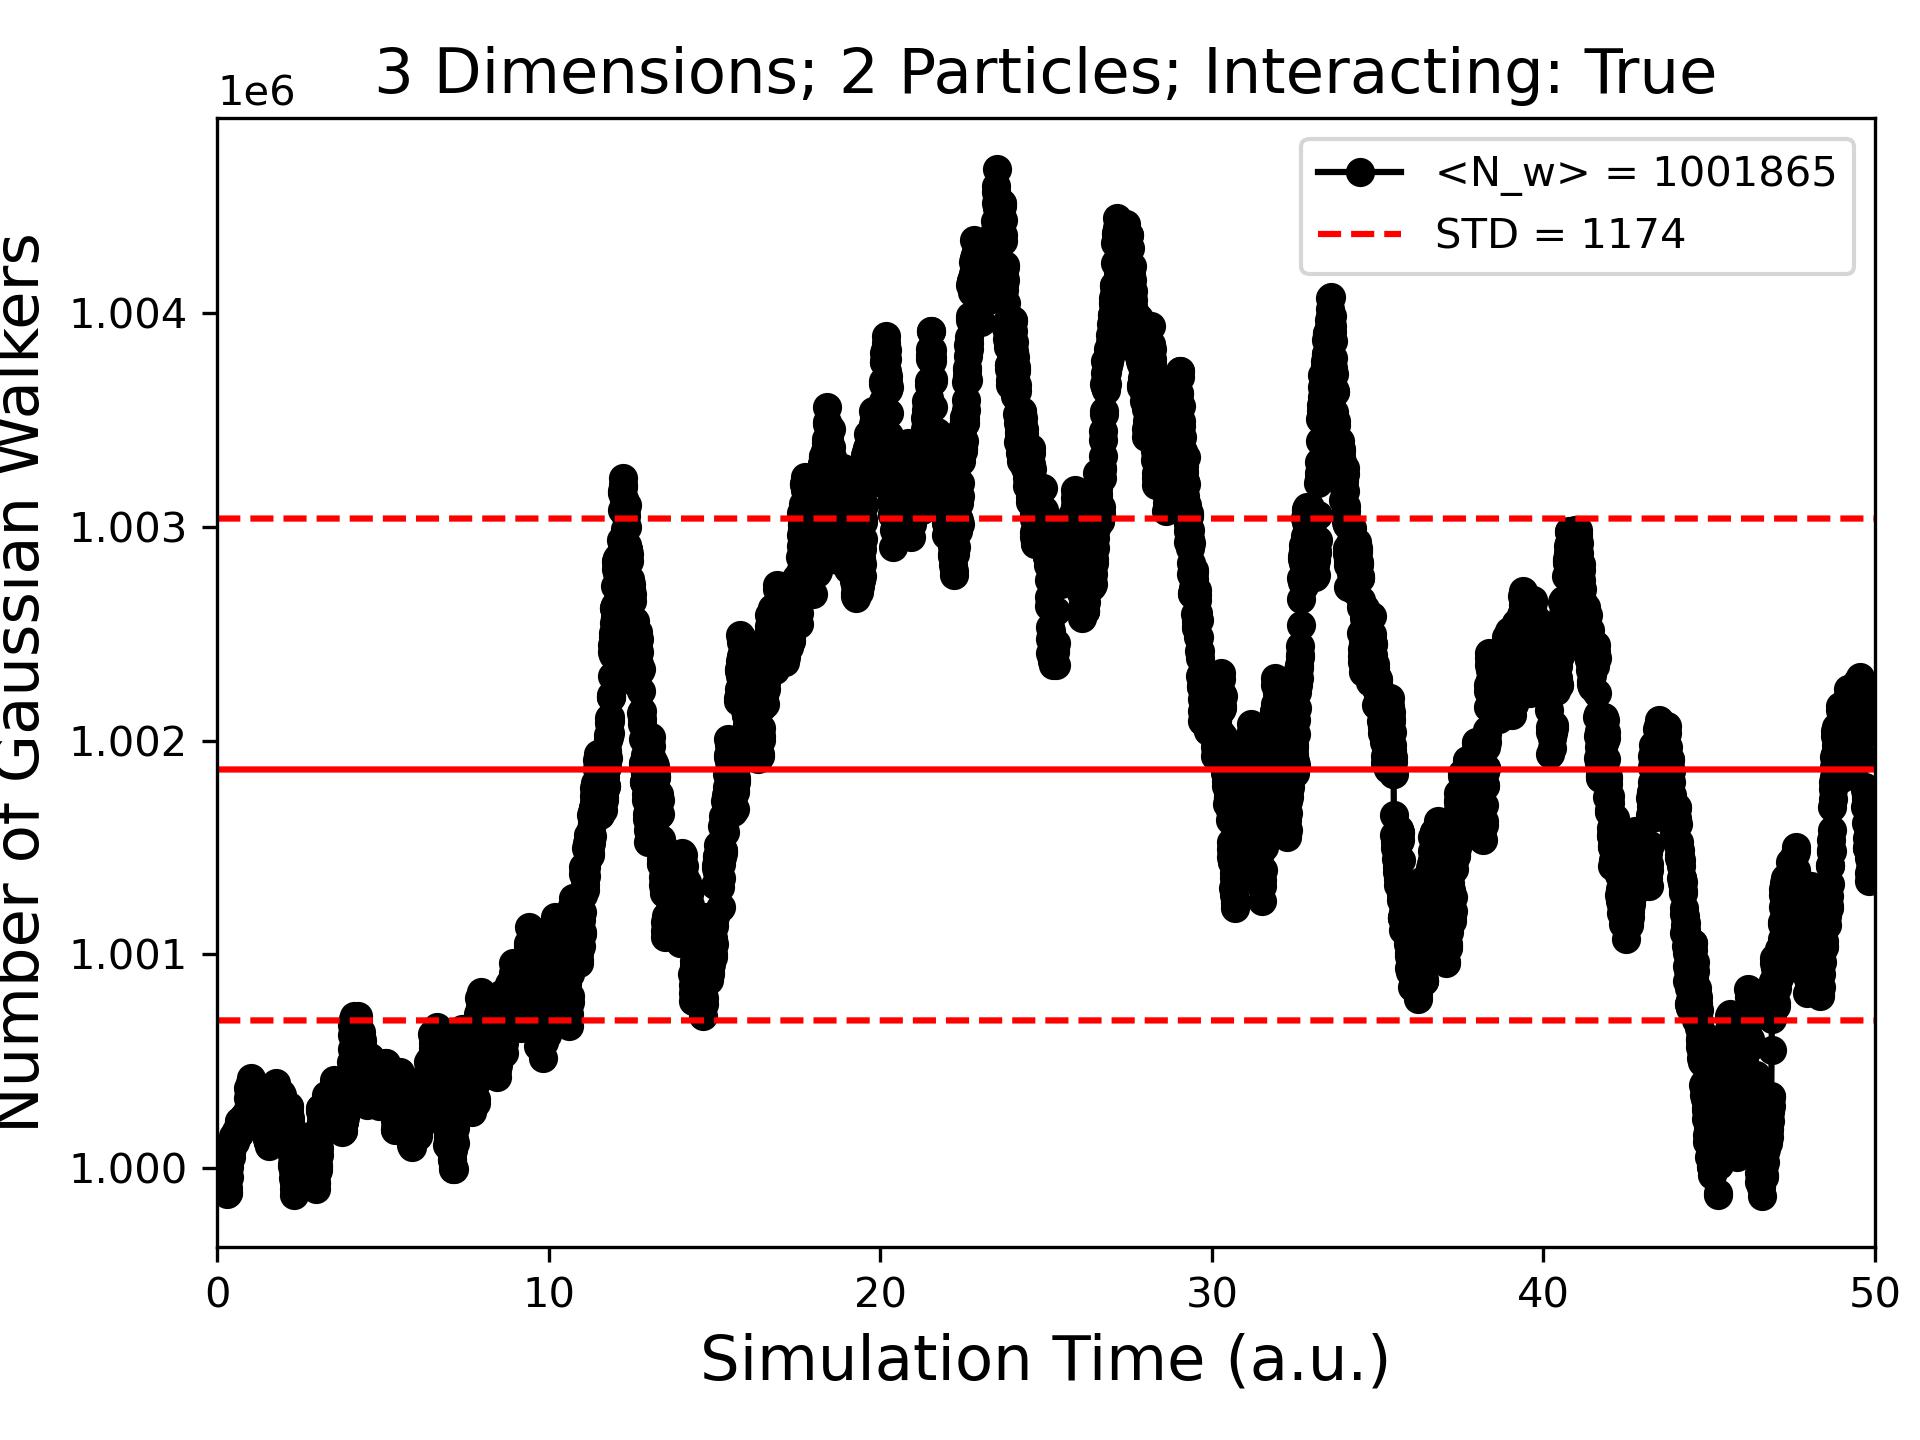 3 Dimensions; 2 Particles; Interacting: True
1e6
<N_w> = 1001865
STD = 1174
Number of Gaussian Walkers
1.004
1.003
1.002
1.001
1.000
0 10 20 30 40 50
Simulation Time (a.u.)